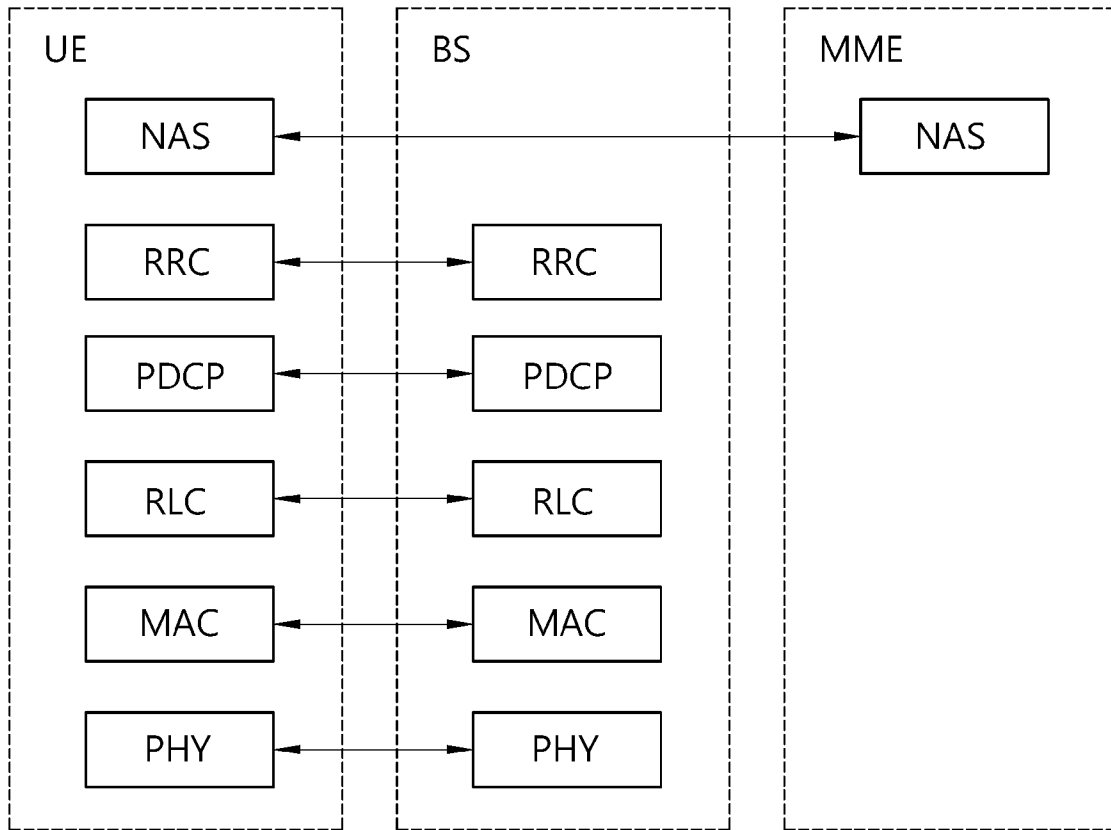 UE BS MME
NAS NAS
RRC RRC
PDCP PDCP
RLC RLC
MAC MAC
PHY PHY